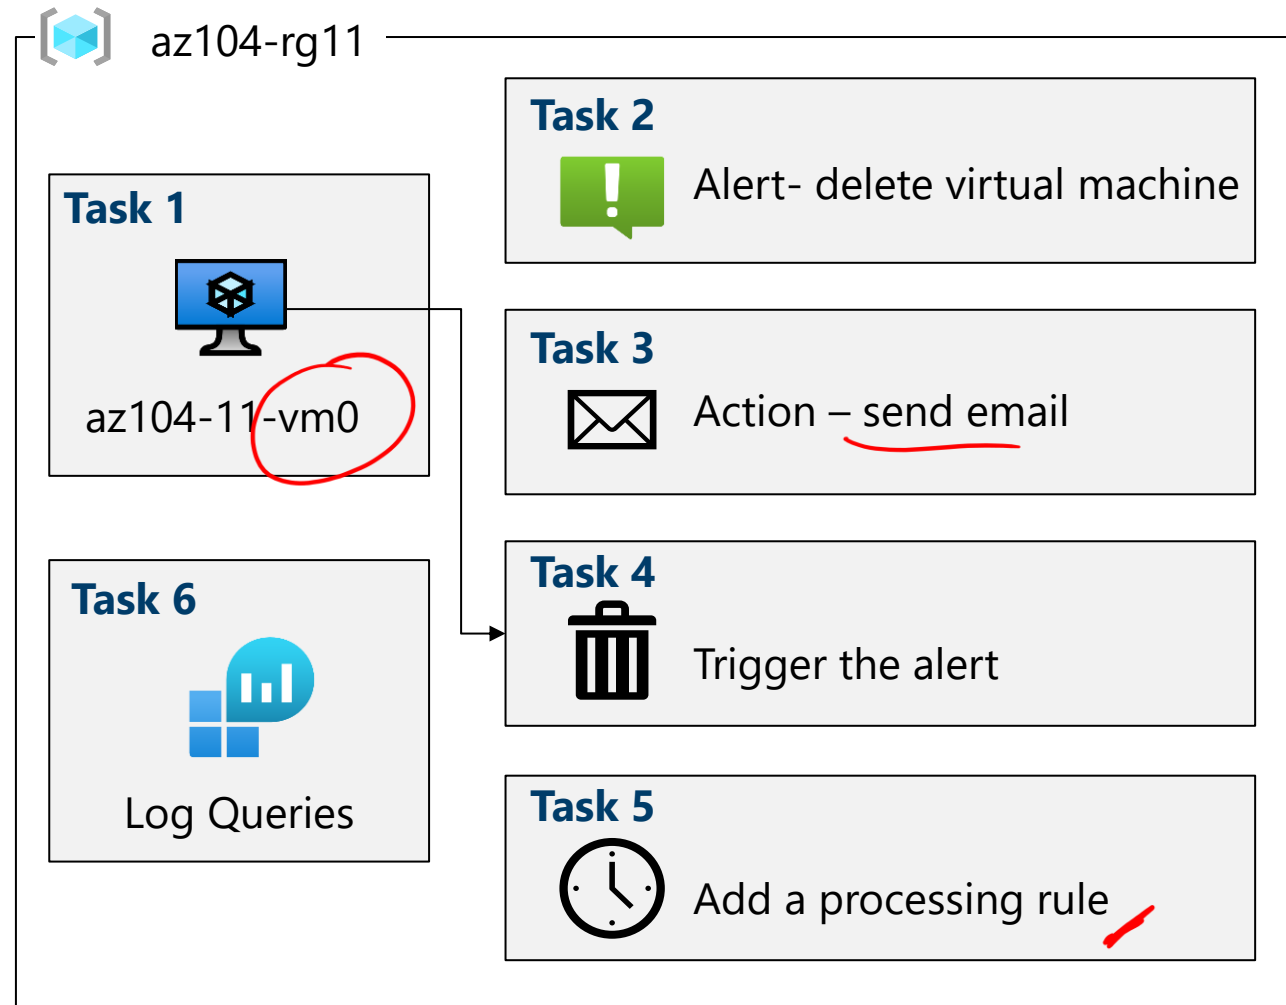 az104-rg11
Task 1
az104-11-vm0
Task 2
Alert- delete virtual machine
Task 3
Action – send email
Task 4
Trigger the alert
Task 5
Add a processing rule
Task 6
Log Queries